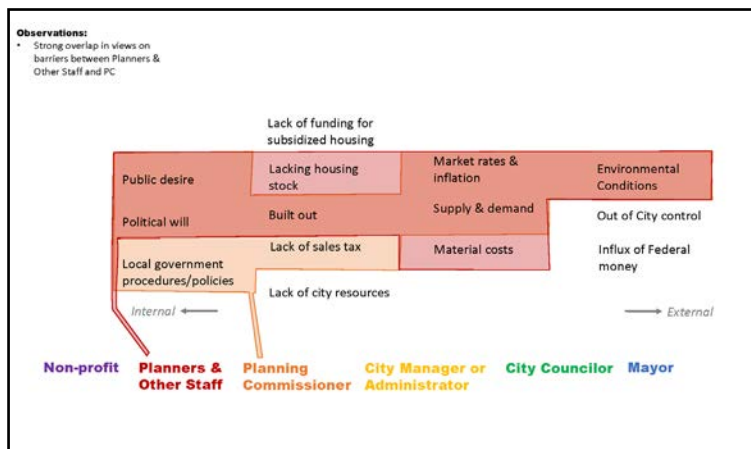 Observations:
• Strong overlap in views on
barriers between Planners &
Other Staff and PC
Lack of funding for
subsidized housing
Public desire
Lacking housing
stock
Market rates &
inflation
Environmental
Conditions
Political will
Built out
Supply & demand
Out of City control
Local government
procedures/policies
Lack of sales tax
Material costs
Influx of Federal
money
Lack of city resources
Internal
External
Non-profit
Planners &
Other Staff
Planning
Commissioner
City Manager or
Administrator
City Councilor
Mayor